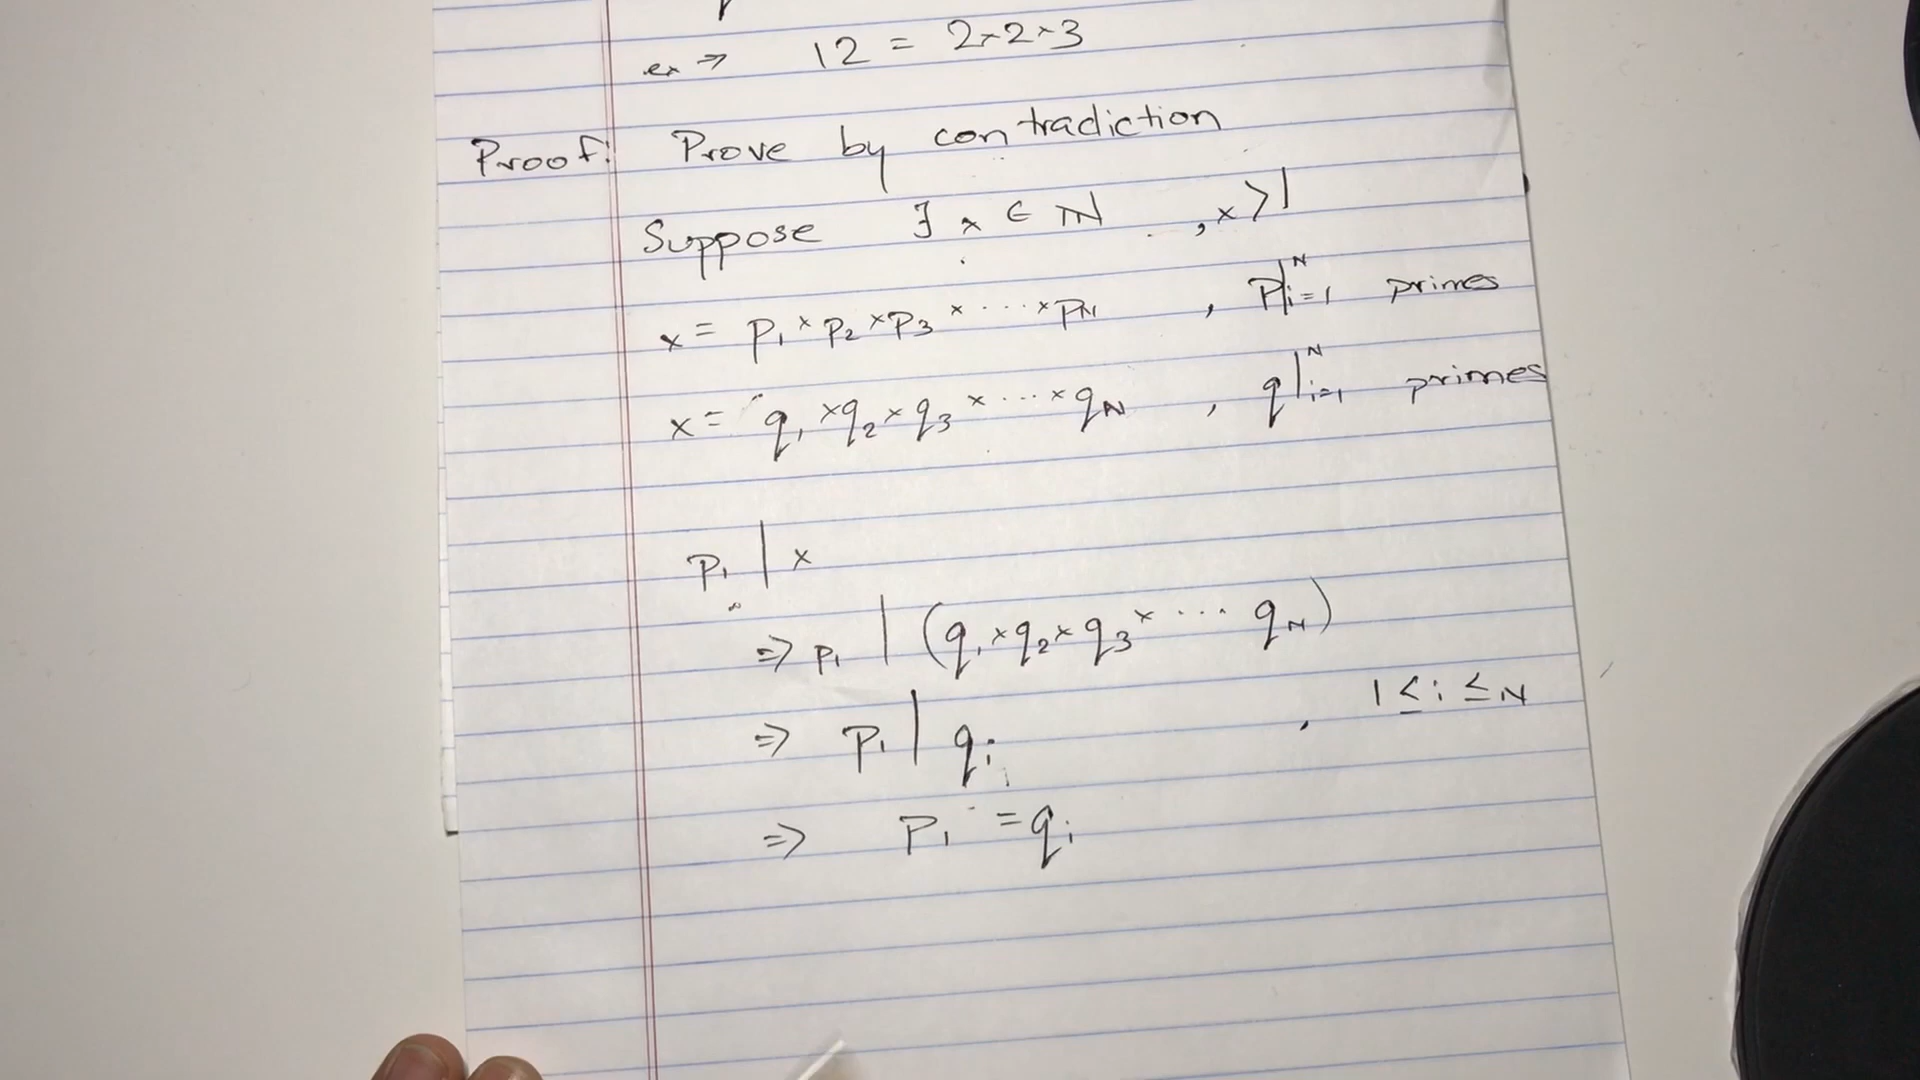 ex ⇒ 12 = 2×2×3
Proof: Prove by contradiction
Suppose ∃ x ∈ ℕ , x > 1
x = p₁ × p₂ × p₃ × ... × p_N , p|ᴺᵢ₌₁ primes
x = q₁ × q₂ × q₃ × ... × q_N , q|ᴺᵢ₌₁ primes
p₁ | x
⇒ p₁ | (q₁ × q₂ × q₃ × ... q_N)
⇒ p₁ | qᵢ , 1 ≤ i ≤ N
⇒ p₁ = qᵢ